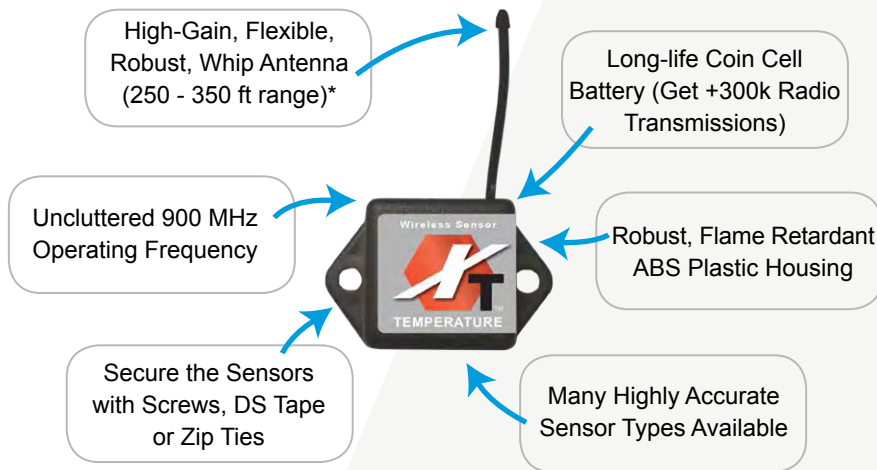 High-Gain, Flexible,
Robust, Whip Antenna
(250 - 350 ft range)*
Long-life Coin Cell
Battery (Get +300k Radio
Transmissions)
Uncluttered 900 MHz
Operating Frequency
Wireless Sensor
T
TM
TEMPERATURE
Robust, Flame Retardant
ABS Plastic Housing
Secure the Sensors
with Screws, DS Tape
or Zip Ties
Many Highly Accurate
Sensor Types Available